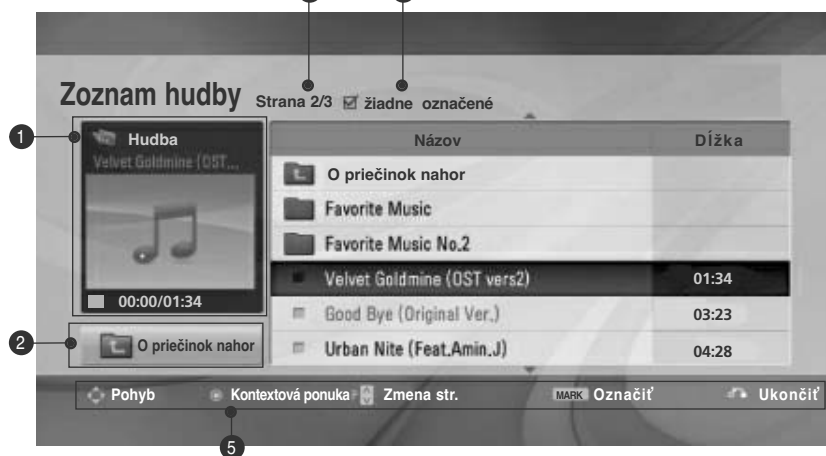 Zoznam hudby Strana 2/3 žiadne označené
1
Hudba
Velvet Goldmine (OST...
00:00/01:34
2
O priečinok nahor
Názov Dĺžka
O priečinok nahor
Favorite Music
Favorite Music No.2
Velvet Goldmine (OST vers2) 01:34
Good Bye (Original Ver.) 03:23
Urban Nite (Feat.Amin.J) 04:28
Pohyb Kontextová ponuka Zmena str. MARK Označiť Ukončiť
5